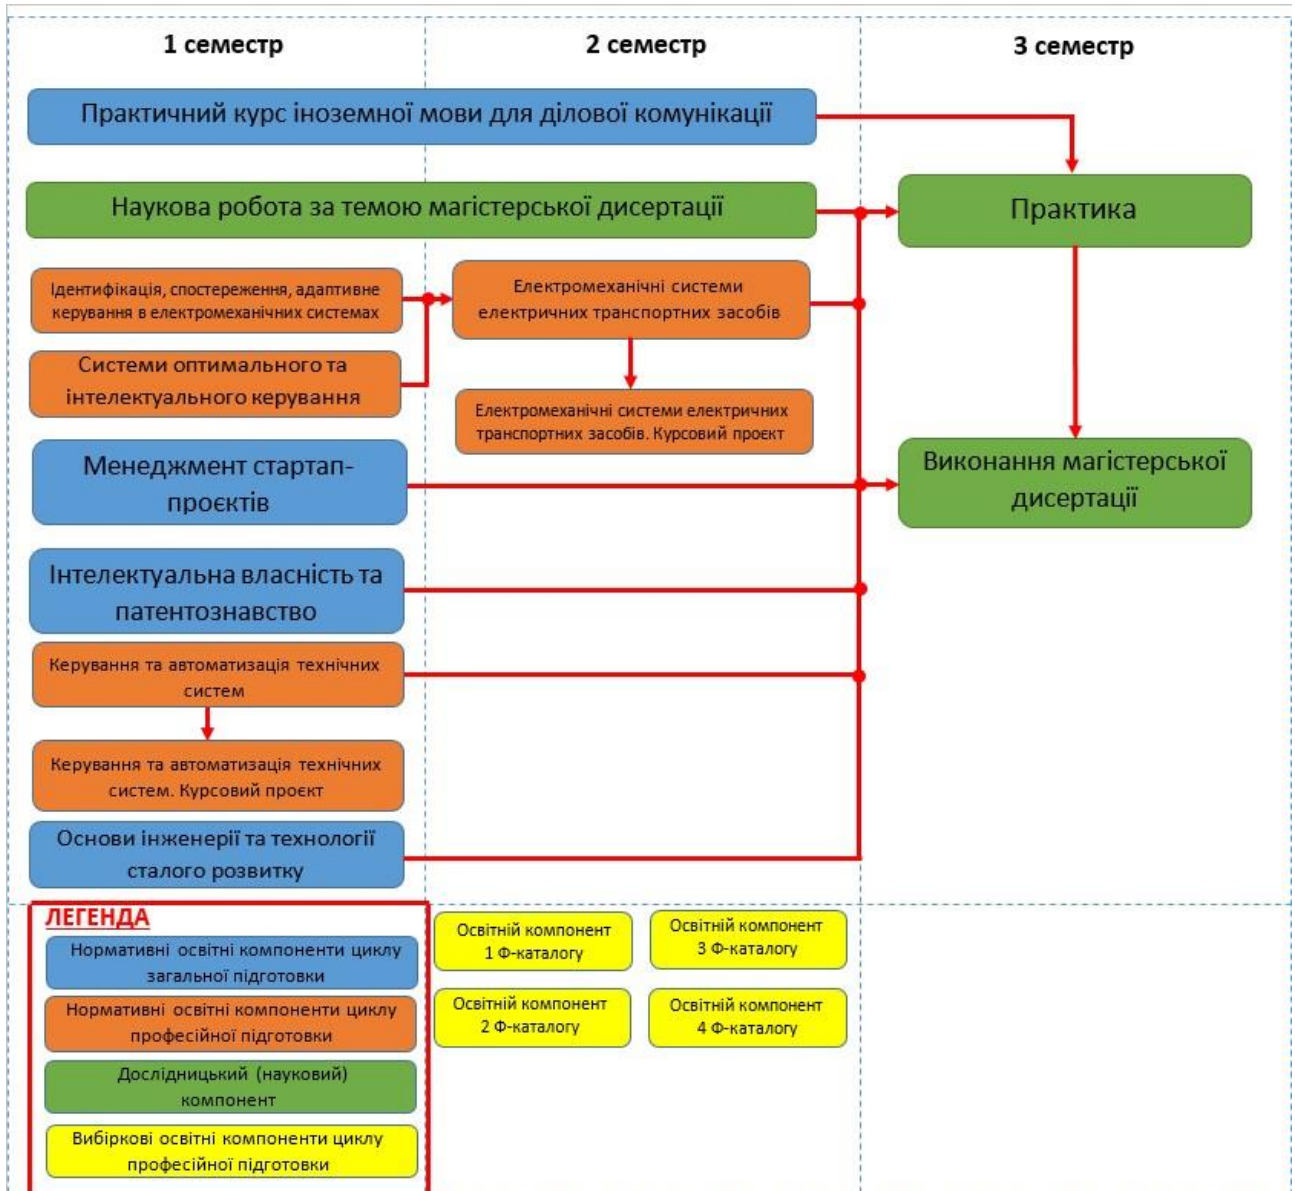 1 семестр
2 семестр
3 семестр
Практичний курс іноземної мови для ділової комунікації
Наукова робота за темою магістерської дисертації
Практика
Ідентифікація, спостереження, адаптивне
керування в електромеханічних системах
Електромеханічні системи
електричних транспортних засобів
Системи оптимального та
інтелектуального керування
Електромеханічні системи електричних
транспортних засобів. Курсовий проєкт
Менеджмент стартап-
проєктів
Виконання магістерської
дисертації
Інтелектуальна власність та
патентознавство
Керування та автоматизація технічних
систем
Керування та автоматизація технічних
систем. Курсовий проєкт
Основи інженерії та технології
сталого розвитку
ЛЕГЕНДА
Нормативні освітні компоненти циклу
загальної підготовки
Нормативні освітні компоненти циклу
професійної підготовки
Дослідницький (науковий)
компонент
Вибіркові освітні компоненти циклу
професійної підготовки
Освітній компонент
1 Ф-каталогу
Освітній компонент
3 Ф-каталогу
Освітній компонент
2 Ф-каталогу
Освітній компонент
4 Ф-каталогу